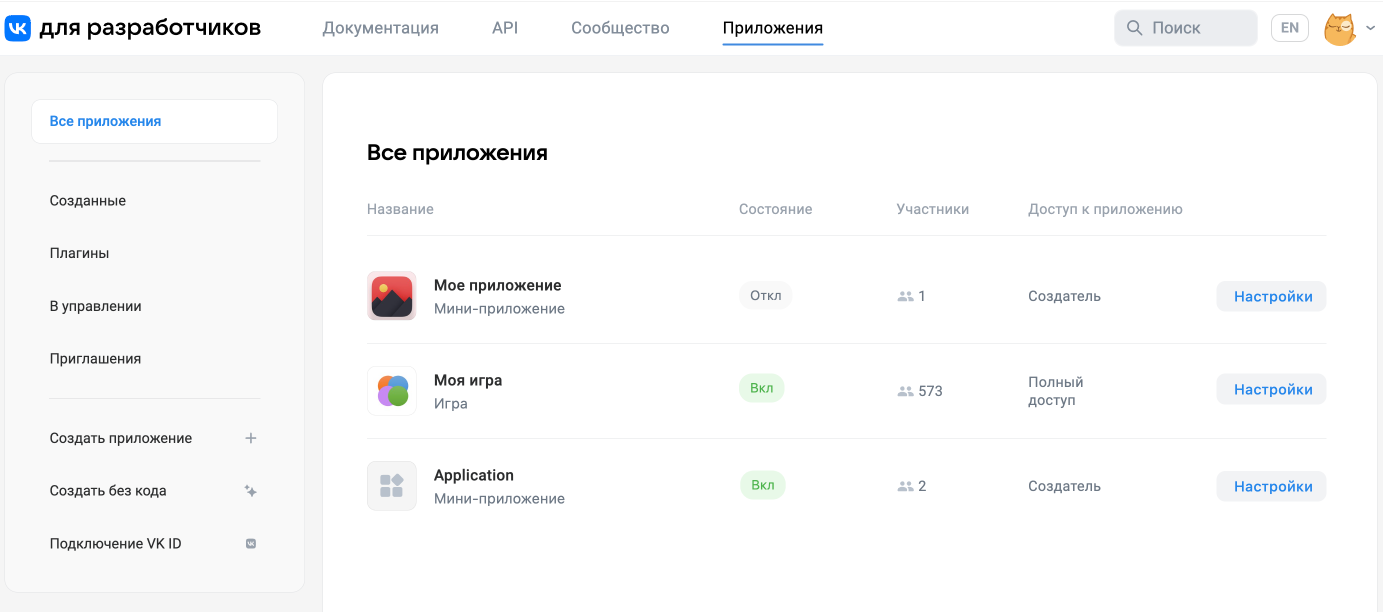 VK для разработчиков
Документация
API
Сообщество
Приложения
Поиск
EN
Все приложения
Созданные
Плагины
В управлении
Приглашения
Создать приложение
Создать без кода
Подключение VK ID
Все приложения
Название Состояние Участники Доступ к приложению
Мое приложение
Мини-приложение
Откл
1
Создатель
Настройки
Моя игра
Игра
Вкл
573
Полный
доступ
Настройки
Application
Мини-приложение
Вкл
2
Создатель
Настройки